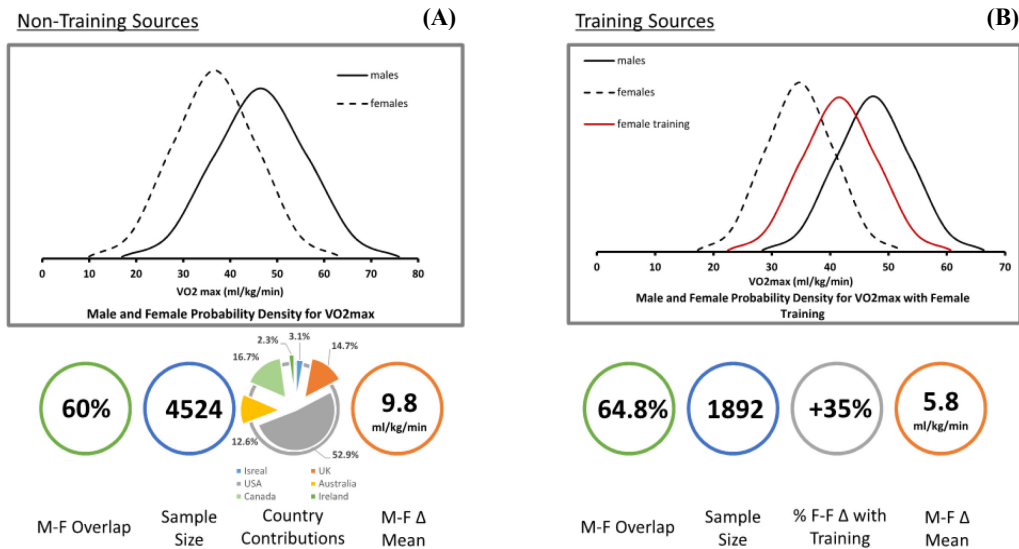 Non-Training Sources
(A)
males
females
0 10 20 30 40 50 60 70 80
VO2 max (ml/kg/min)
Male and Female Probability Density for VO2max
60%
4524
2.3%
3.1%
16.7%
14.7%
12.6%
52.9%
Isreal
UK
USA
Australia
Canada
Ireland
9.8
ml/kg/min
M-F Overlap
Sample
Size
Country
Contributions
M-F Δ
Mean
Training Sources
(B)
males
females
female training
0 10 20 30 40 50 60 70
VO2max (ml/kg/min)
Male and Female Probability Density for VO2max with Female
Training
64.8%
1892
+35%
5.8
ml/kg/min
M-F Overlap
Sample
Size
% F-F Δ with
Training
M-F Δ
Mean